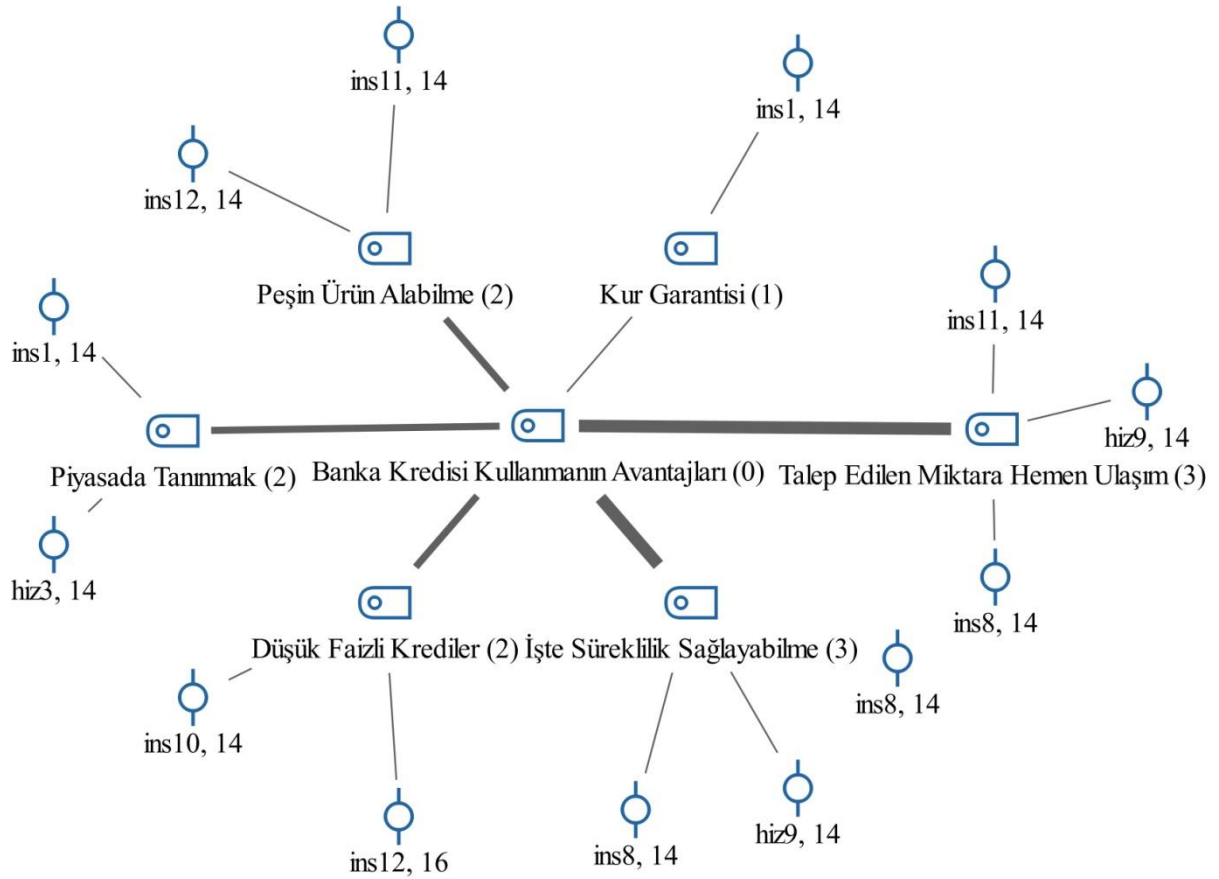 ins11, 14
ins1, 14
ins12, 14
Peşin Ürün Alabilme (2)
Kur Garantisi (1)
ins11, 14
ins1, 14
hiz9, 14
Piyasada Tanınmak (2)
Banka Kredisi Kullanmanın Avantajları (0)
Talep Edilen Miktara Hemen Ulaşım (3)
hiz3, 14
ins8, 14
Düşük Faizli Krediler (2)
İşte Süreklilik Sağlayabilme (3)
ins8, 14
ins10, 14
ins12, 16
ins8, 14
hiz9, 14